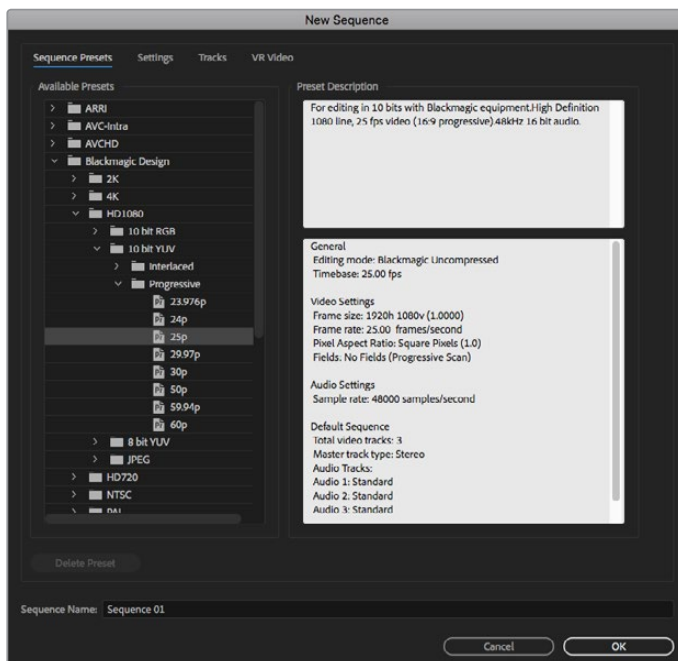 New Sequence
Sequence Presets Settings Tracks VR Video
Available Presets
ARRI
AVC-Intra
AVCHD
Blackmagic Design
2K
4K
HD1080
10 bit RGB
10 bit YUV
Interlaced
Progressive
23.976p
24p
25p
29.97p
30p
50p
59.94p
60p
8 bit YUV
JPEG
HD720
NTSC
PAL
Preset Description
For editing in 10 bits with Blackmagic equipment.High Definition
1080 line, 25 fps video (16:9 progressive).48kHz 16 bit audio.
General
Editing mode: Blackmagic Uncompressed
Timebase: 25.00 fps
Video Settings
Frame size: 1920h 1080v (1.0000)
Frame rate: 25.00 frames/second
Pixel Aspect Ratio: Square Pixels (1.0)
Fields: No Fields (Progressive Scan)
Audio Settings
Sample rate: 48000 samples/second
Default Sequence
Total video tracks: 3
Master track type: Stereo
Audio Tracks:
Audio 1: Standard
Audio 2: Standard
Audio 3: Standard
Delete Preset
Sequence Name: Sequence 01
Cancel OK